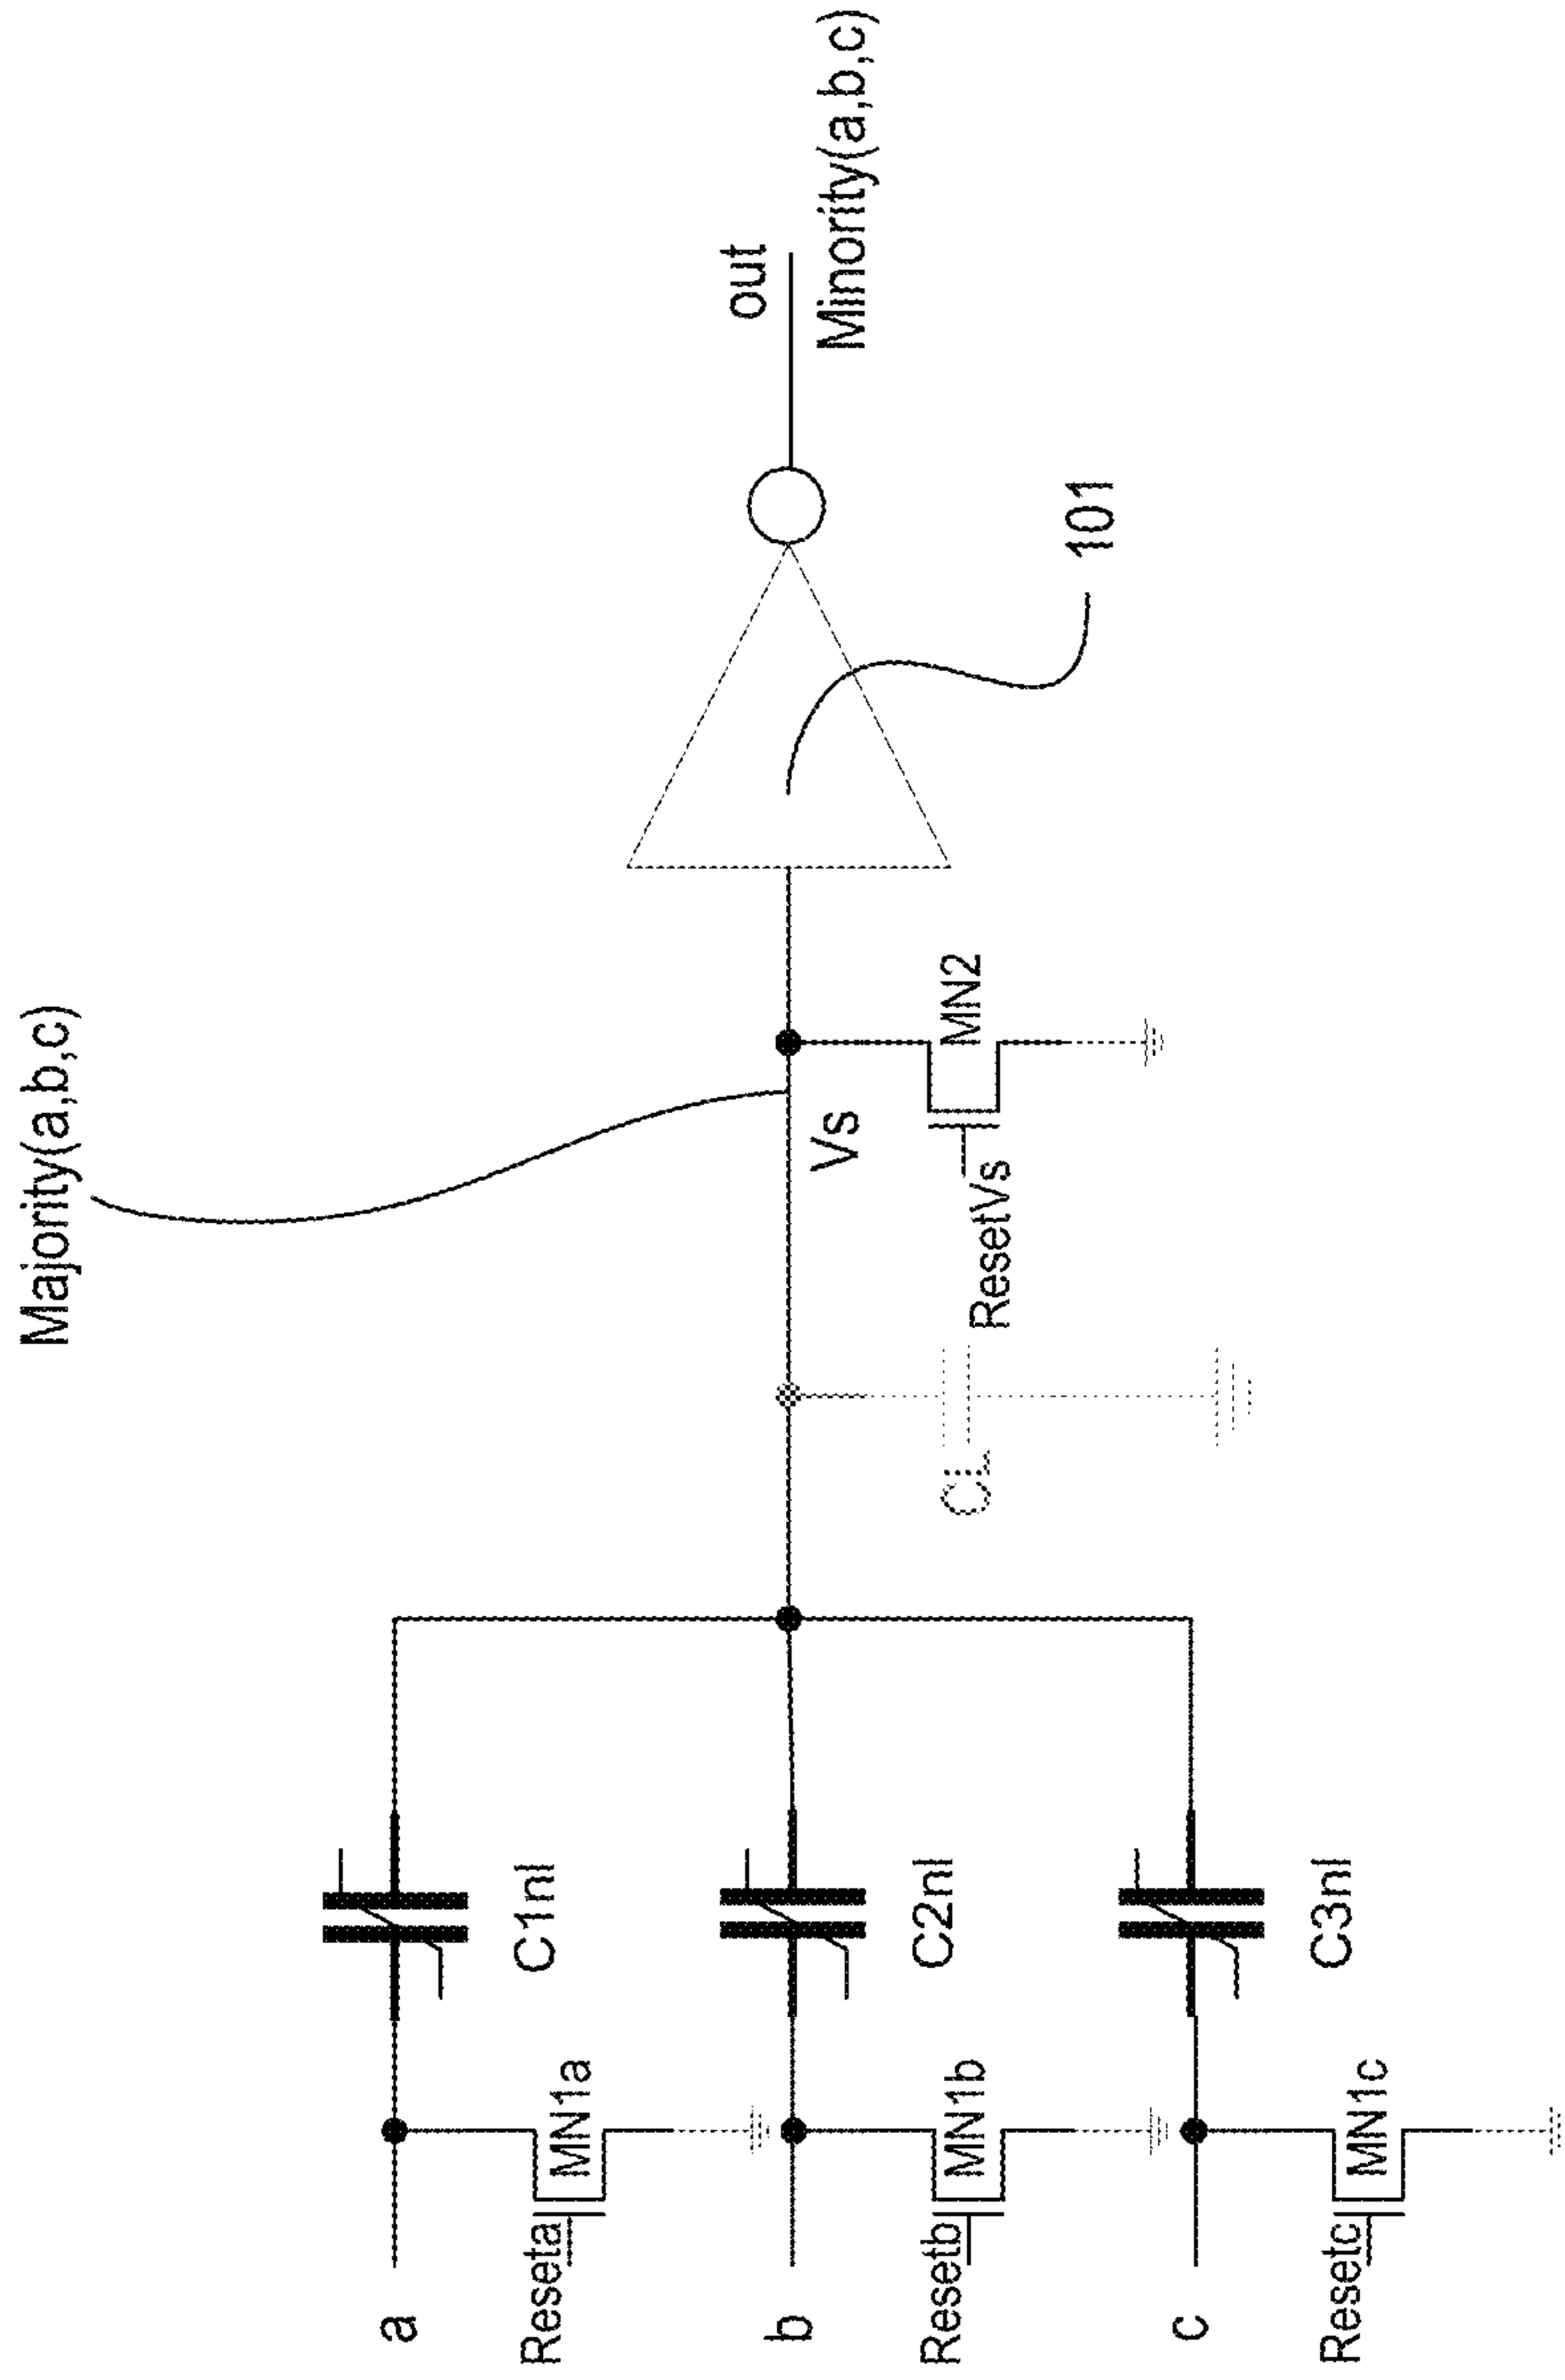 Majority(a,b,c)
a
Reseta
MN1a
C1nl
b
Resetb
MN1b
C2nl
c
Resetc
MN1c
C3nl
CL
Vs
ResetVs
MN2
101
out
Minority(a,b,c)